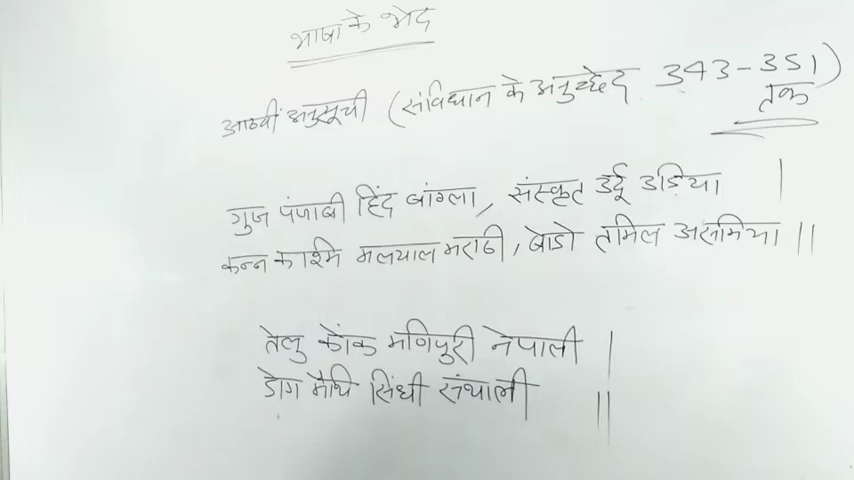 भाषा के भेद
आठवीं अनुसूची (संविधान के अनुच्छेद 343-351)
तक
गुज पंजाबी हिंद बांग्ला, संस्कृत उर्दू उड़िया |
कन्न काश्मि मलयाल मराठी, बोडो तमिल असमिया ||
तेलु कोंक मणिपुरी नेपाली |
डोग मैथि सिंधी संथाली ||